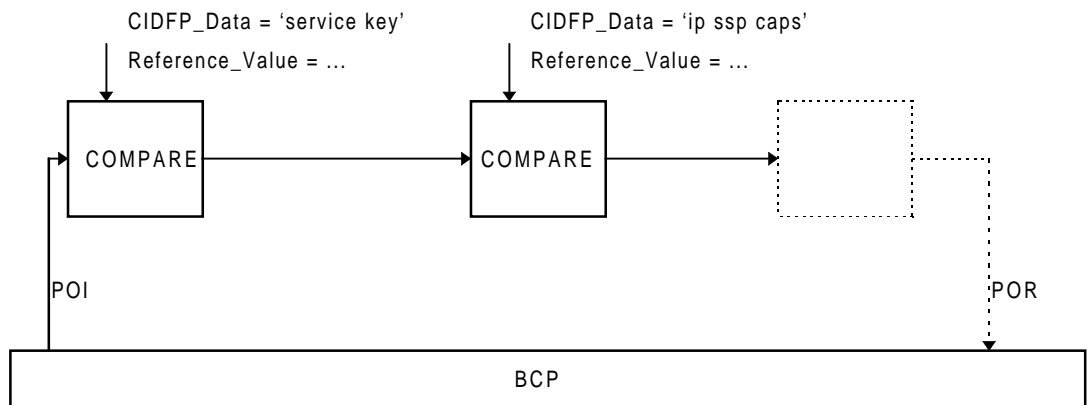 CIDFP_Data = ‘service key’
Reference_Value = ...
CIDFP_Data = ‘ip ssp caps’
Reference_Value = ...
COMPARE
COMPARE
POI
POR
BCP